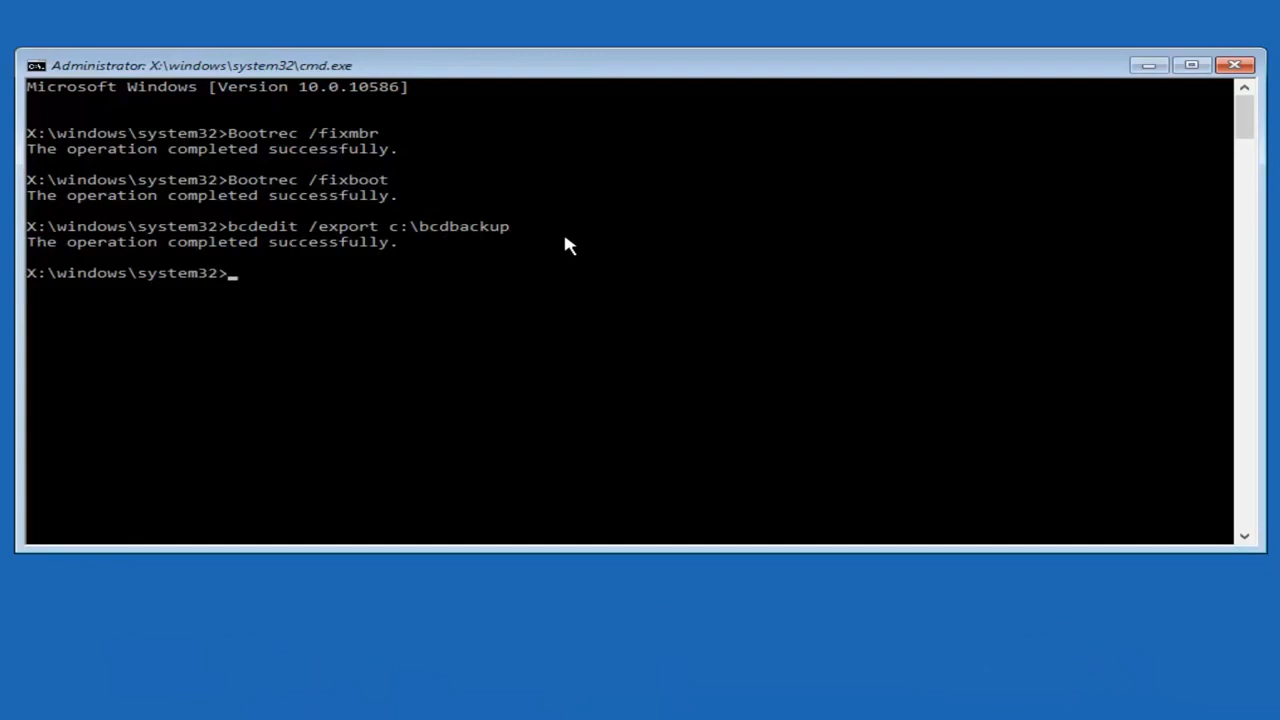 Administrator: X:\windows\system32\cmd.exe
Microsoft Windows [Version 10.0.10586]
X:\windows\system32>Bootrec /fixmbr
The operation completed successfully.
X:\windows\system32>Bootrec /fixboot
The operation completed successfully.
X:\windows\system32>bcdedit /export c:\bcdbackup
The operation completed successfully.
X:\windows\system32>_